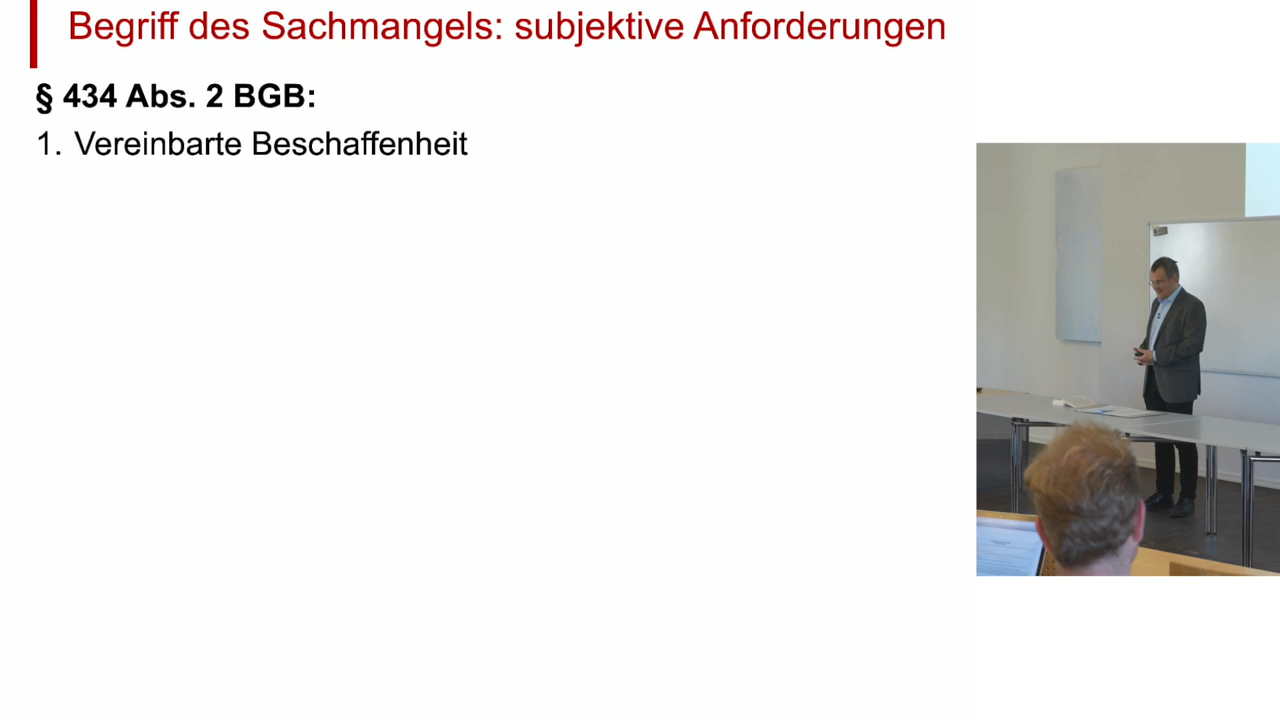 Begriff des Sachmangels: subjektive Anforderungen
§ 434 Abs. 2 BGB:
1. Vereinbarte Beschaffenheit